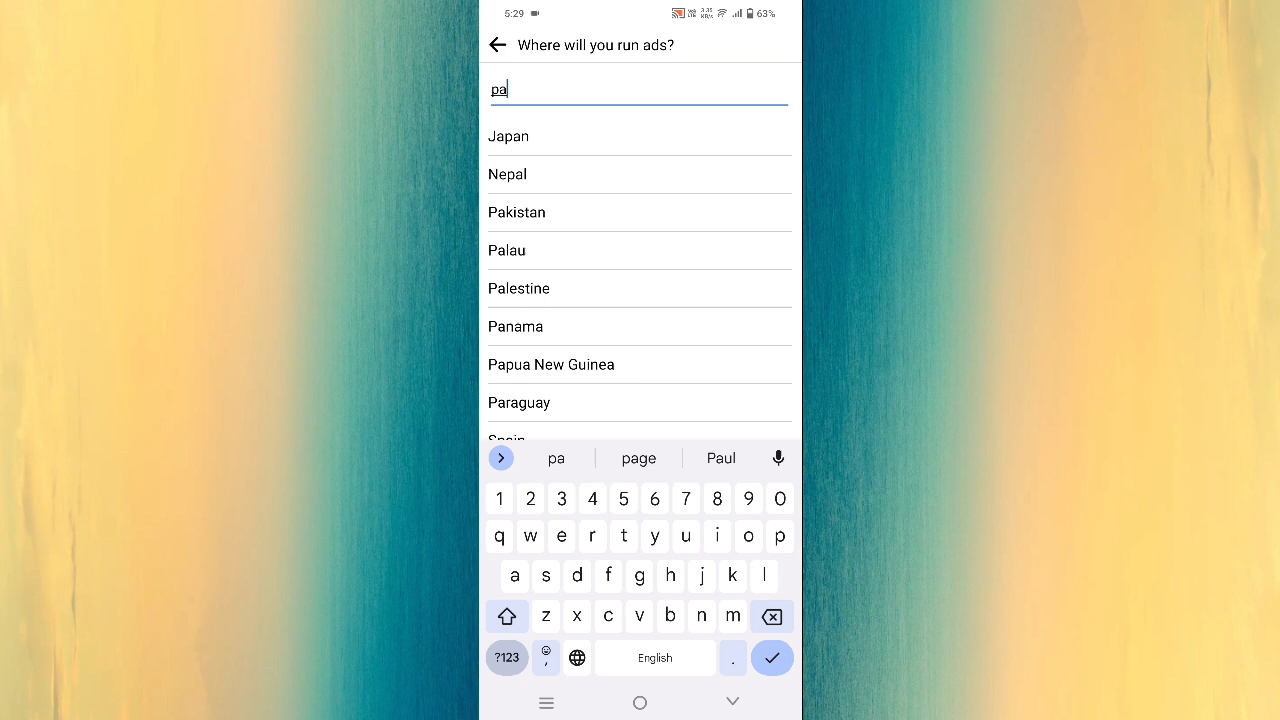 5:29 63%
Where will you run ads?
pa
Japan
Nepal
Pakistan
Palau
Palestine
Panama
Papua New Guinea
Paraguay
Spain
pa page Paul
1 2 3 4 5 6 7 8 9 0
q w e r t y u i o p
a s d f g h j k l
z x c v b n m
?123 , English .